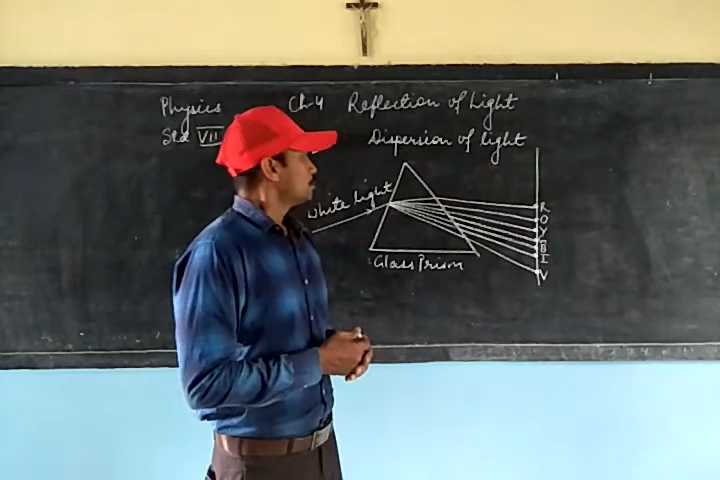 Physics Ch-4 Reflection of Light
Std VII Dispersion of light
White light
R
O
Y
G
B
I
V
Glass Prism